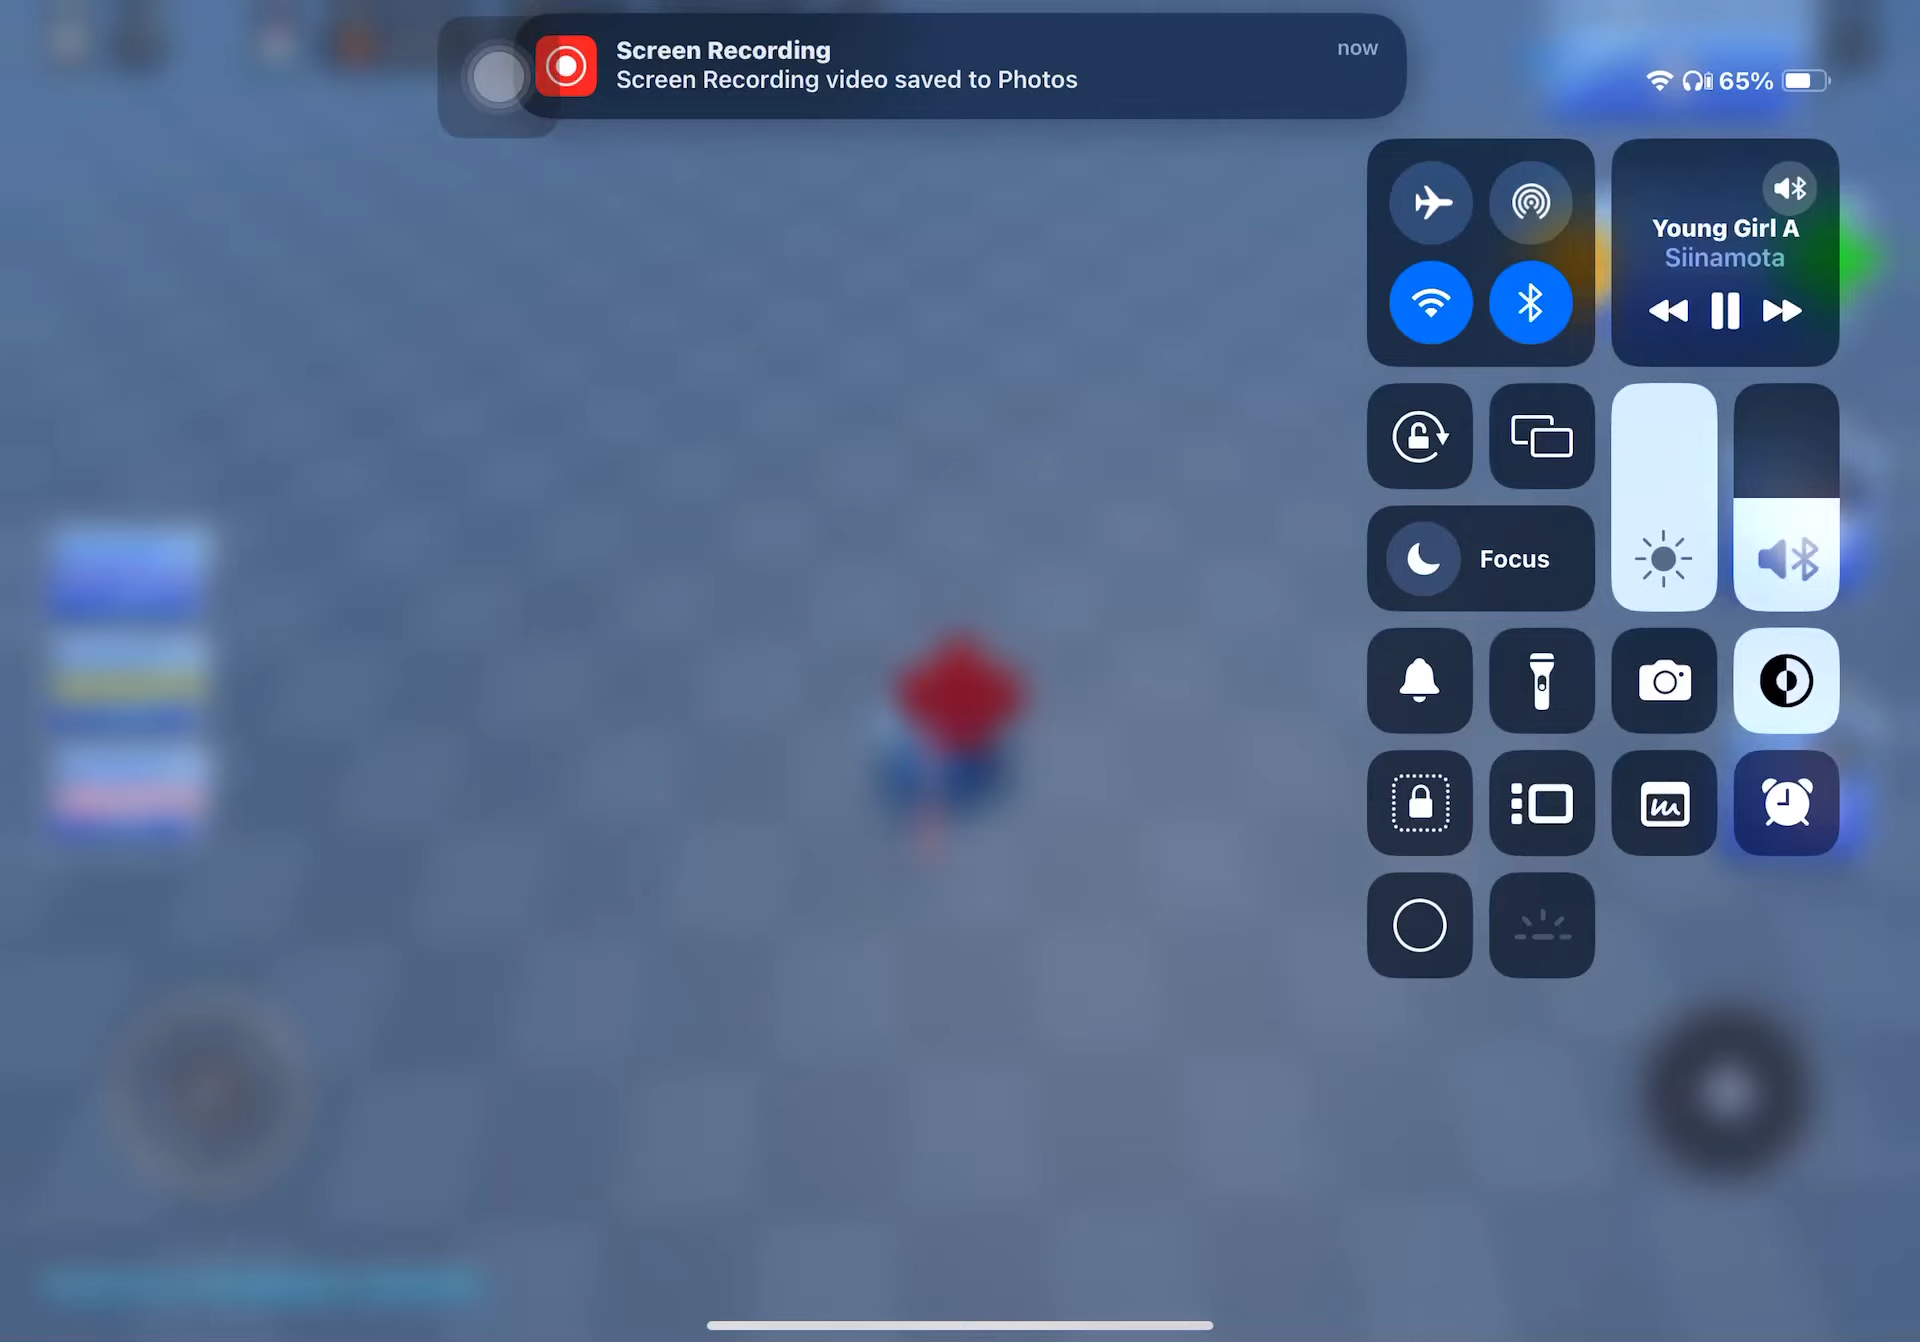 Screen Recording
now
Screen Recording video saved to Photos
65%
Young Girl A
Siinamota
Focus